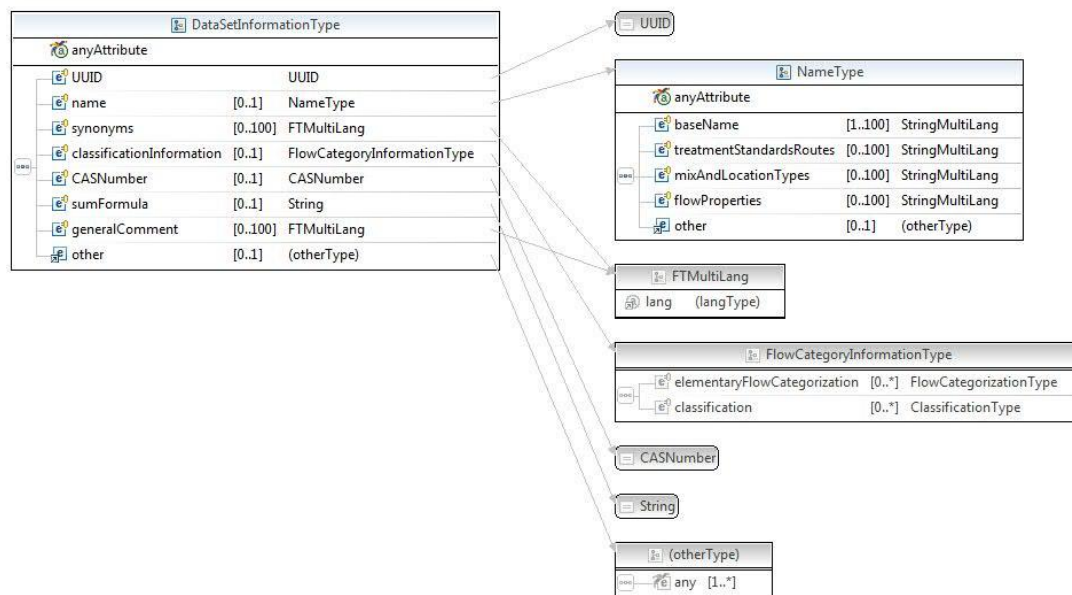 DataSetInformationType
anyAttribute
UUID UUID
name [0..1] NameType
synonyms [0..100] FTMultiLang
classificationInformation [0..1] FlowCategoryInformationType
CASNumber [0..1] CASNumber
sumFormula [0..1] String
generalComment [0..100] FTMultiLang
other [0..1] (otherType)
UUID
NameType
anyAttribute
baseName [1..100] StringMultiLang
treatmentStandardsRoutes [0..100] StringMultiLang
mixAndLocationTypes [0..100] StringMultiLang
flowProperties [0..100] StringMultiLang
other [0..1] (otherType)
FTMultiLang
lang (langType)
FlowCategoryInformationType
elementaryFlowCategorization [0..*] FlowCategorizationType
classification [0..*] ClassificationType
CASNumber
String
(otherType)
any [1..*]